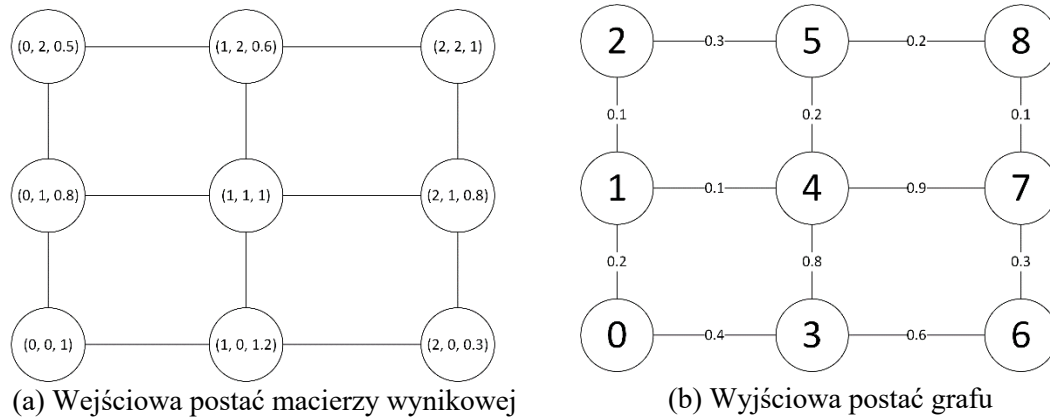 (0, 2, 0.5) (1, 2, 0.6) (2, 2, 1)
(0, 1, 0.8) (1, 1, 1) (2, 1, 0.8)
(0, 0, 1) (1, 0, 1.2) (2, 0, 0.3)
(a) Wejściowa postać macierzy wynikowej
2 0.3 5 0.2 8
0.1 0.2 0.1
1 0.1 4 0.9 7
0.2 0.8 0.3
0 0.4 3 0.6 6
(b) Wyjściowa postać grafu